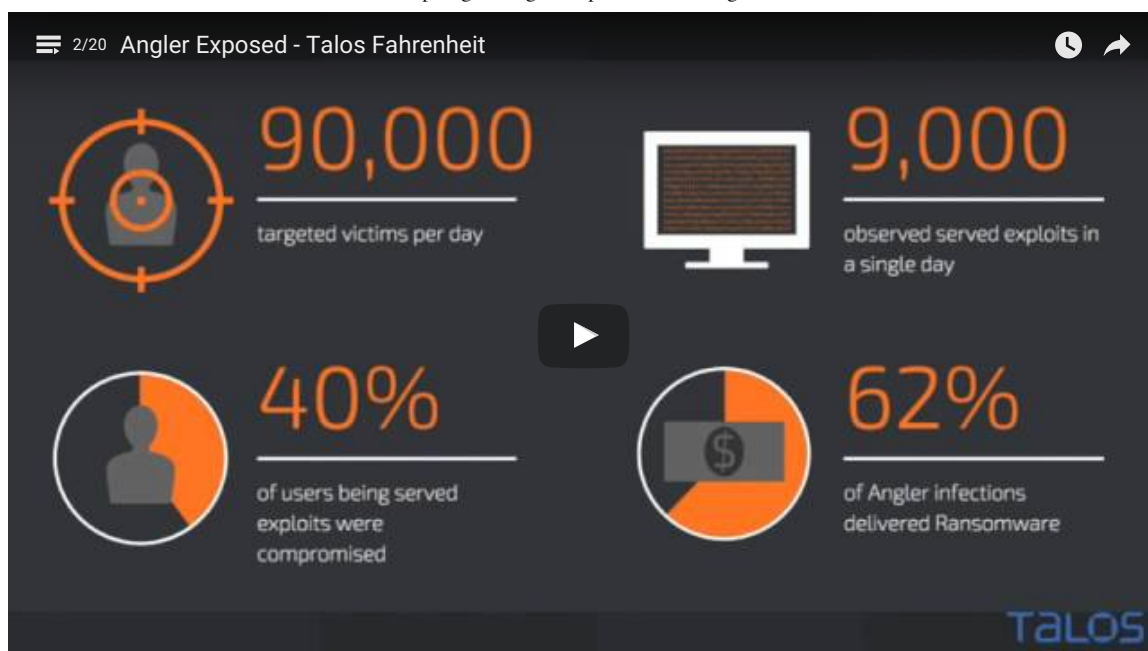 2/20 Angler Exposed - Talos Fahrenheit
90,000
targeted victims per day
9,000
observed served exploits in
a single day
40%
of users being served
exploits were
compromised
62%
of Angler infections
delivered Ransomware
$
TALOS